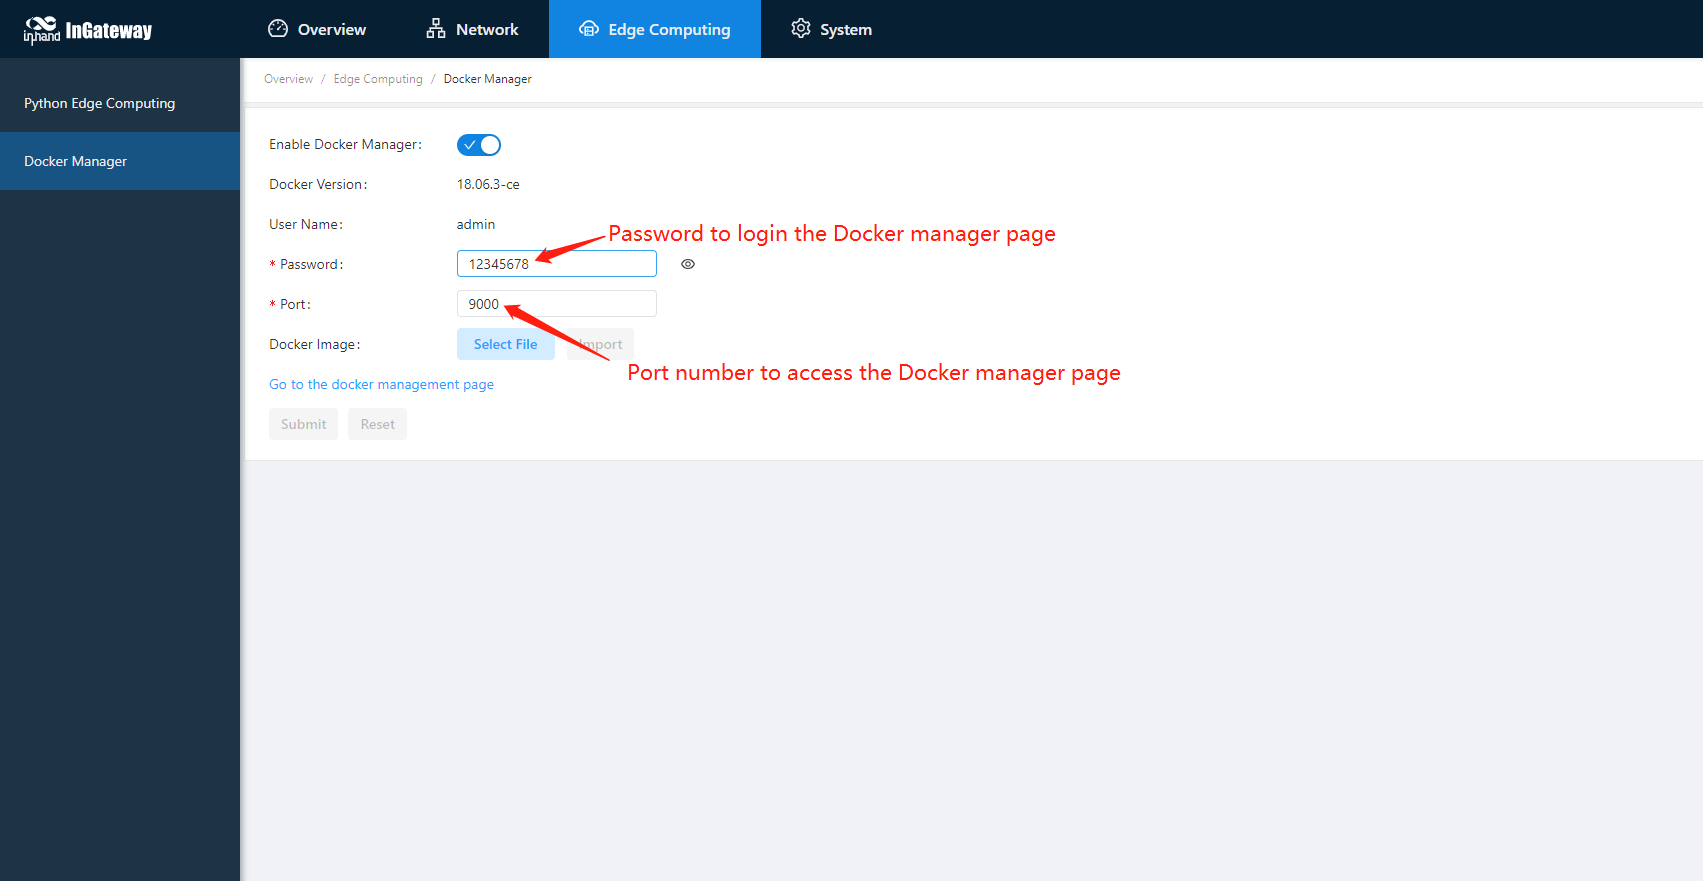 inhand InGateway Overview Network Edge Computing System
Overview / Edge Computing / Docker Manager
Python Edge Computing
Docker Manager
Enable Docker Manager:
Docker Version: 18.06.3-ce
User Name: admin
Password to login the Docker manager page
* Password: 12345678
* Port: 9000
Docker Image: Select File Import
Port number to access the Docker manager page
Go to the docker management page
Submit Reset